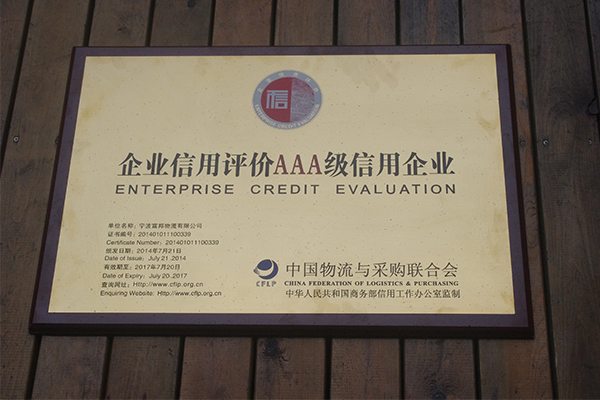 信
企业信用评价AAA级信用企业
ENTERPRISE CREDIT EVALUATION
单位名称：宁波富邦物流有限公司
证书编号：201401011100339
Certificate Number: 201401011100339
颁发日期：2014年7月21日
Date of Issue: July 21 ,2014
有效期至：2017年7月20日
Date of Expiry: July 20, 2017
查询网址：Http://www.cflp.org.cn
Enquiring Website: Http://www.cflp.org.cn
CFLP
中国物流与采购联合会
CHINA FEDERATION OF LOGISTICS & PURCHASING
中华人民共和国商务部信用工作办公室监制